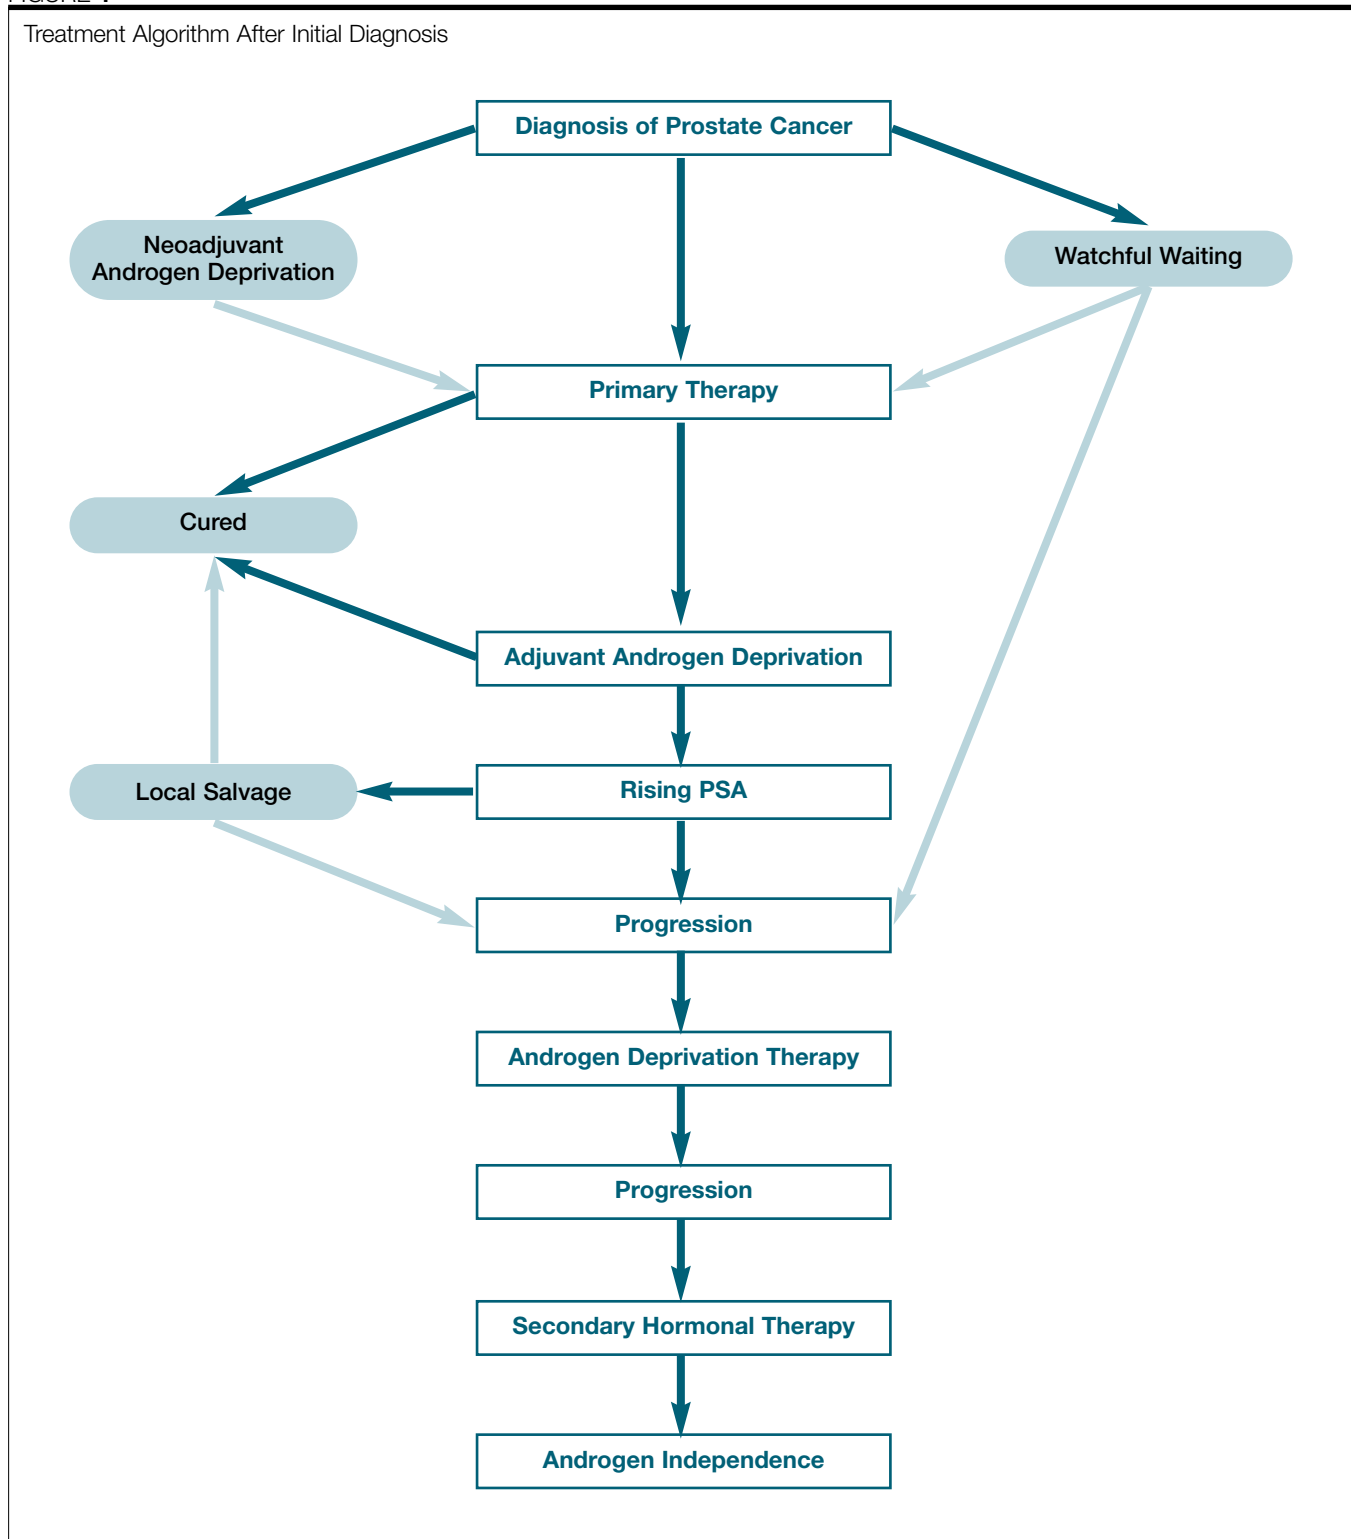 Treatment Algorithm After Initial Diagnosis
Diagnosis of Prostate Cancer
Neoadjuvant
Androgen Deprivation
Watchful Waiting
Primary Therapy
Cured
Adjuvant Androgen Deprivation
Local Salvage
Rising PSA
Progression
Androgen Deprivation Therapy
Progression
Secondary Hormonal Therapy
Androgen Independence